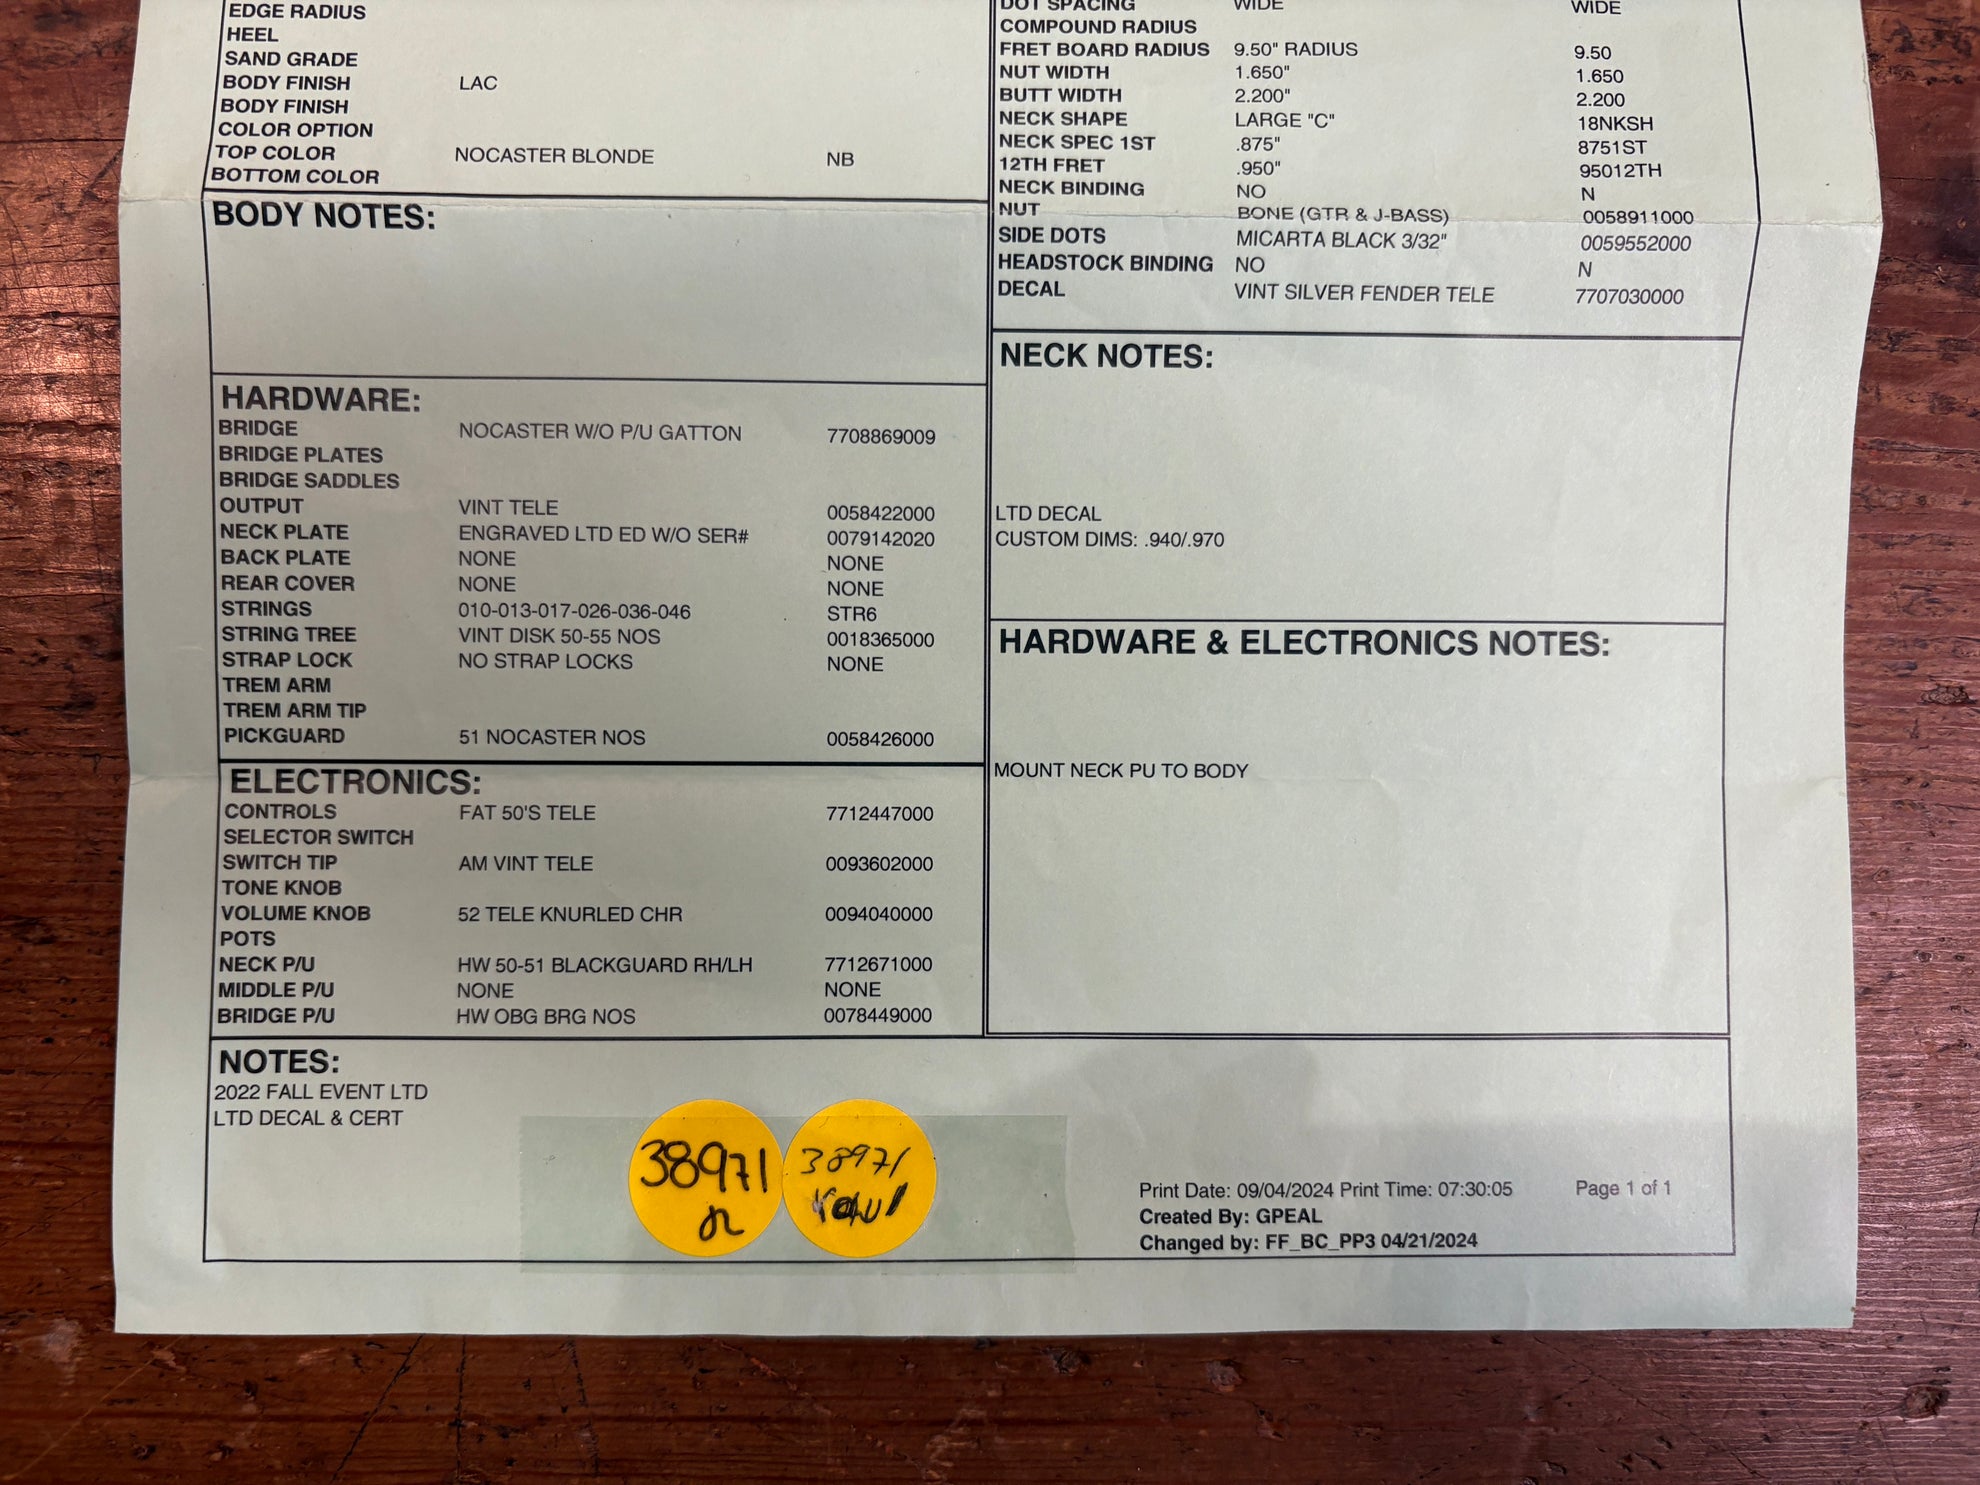 EDGE RADIUS
HEEL
SAND GRADE
BODY FINISH LAC
BODY FINISH
COLOR OPTION
TOP COLOR NOCASTER BLONDE NB
BOTTOM COLOR
BODY NOTES:
HARDWARE:
BRIDGE NOCASTER W/O P/U GATTON 7708869009
BRIDGE PLATES
BRIDGE SADDLES
OUTPUT VINT TELE 0058422000
NECK PLATE ENGRAVED LTD ED W/O SER# 0079142020
BACK PLATE NONE NONE
REAR COVER NONE NONE
STRINGS 010-013-017-026-036-046 STR6
STRING TREE VINT DISK 50-55 NOS 0018365000
STRAP LOCK NO STRAP LOCKS NONE
TREM ARM
TREM ARM TIP
PICKGUARD 51 NOCASTER NOS 0058426000
ELECTRONICS:
CONTROLS FAT 50'S TELE 7712447000
SELECTOR SWITCH
SWITCH TIP AM VINT TELE 0093602000
TONE KNOB
VOLUME KNOB 52 TELE KNURLED CHR 0094040000
POTS
NECK P/U HW 50-51 BLACKGUARD RH/LH 7712671000
MIDDLE P/U NONE NONE
BRIDGE P/U HW OBG BRG NOS 0078449000
DOT SPACING WIDE WIDE
COMPOUND RADIUS
FRET BOARD RADIUS 9.50" RADIUS 9.50
NUT WIDTH 1.650" 1.650
BUTT WIDTH 2.200" 2.200
NECK SHAPE LARGE "C" 18NKSH
NECK SPEC 1ST .875" 8751ST
12TH FRET .950" 95012TH
NECK BINDING NO N
NUT BONE (GTR & J-BASS) 0058911000
SIDE DOTS MICARTA BLACK 3/32" 0059552000
HEADSTOCK BINDING NO N
DECAL VINT SILVER FENDER TELE 7707030000
NECK NOTES:
LTD DECAL
CUSTOM DIMS: .940/.970
HARDWARE & ELECTRONICS NOTES:
MOUNT NECK PU TO BODY
NOTES:
2022 FALL EVENT LTD
LTD DECAL & CERT
38971
38971
Print Date: 09/04/2024 Print Time: 07:30:05 Page 1 of 1
Created By: GPEAL
Changed by: FF_BC_PP3 04/21/2024